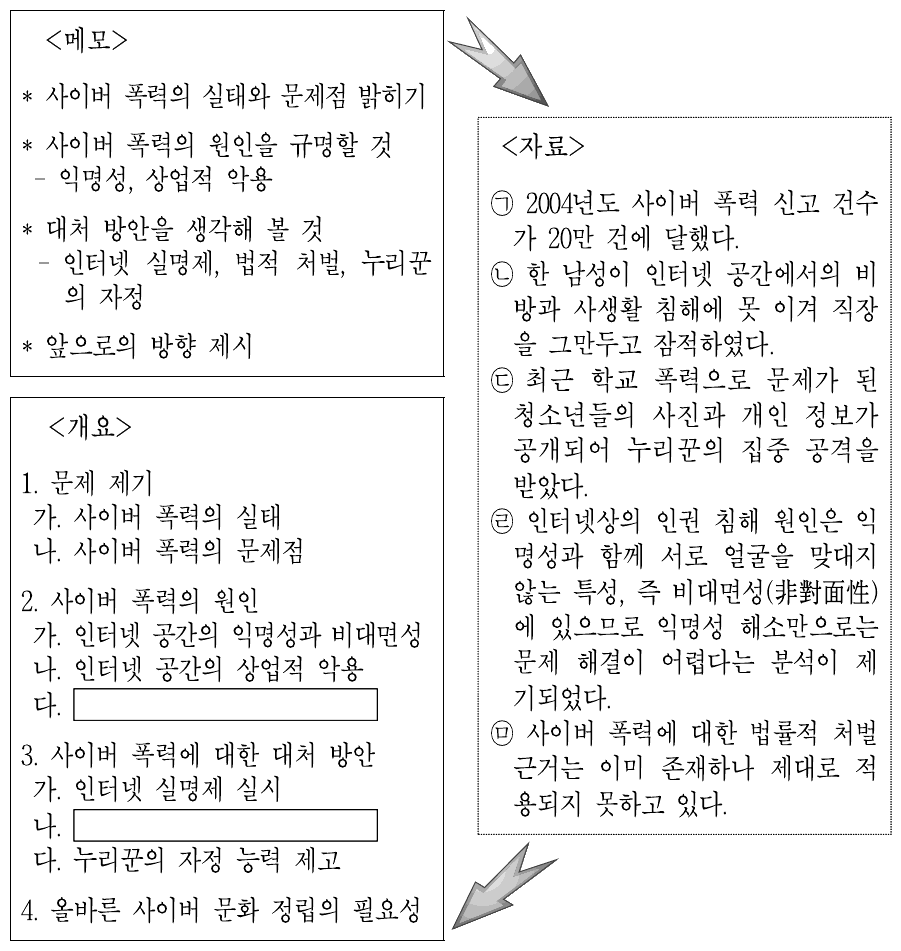 <메모>
* 사이버 폭력의 실태와 문제점 밝히기
* 사이버 폭력의 원인을 규명할 것
- 익명성, 상업적 악용
* 대처 방안을 생각해 볼 것
- 인터넷 실명제, 법적 처벌, 누리꾼
의 자정
* 앞으로의 방향 제시
<자료>
㉠ 2004년도 사이버 폭력 신고 건수
가 20만 건에 달했다.
㉡ 한 남성이 인터넷 공간에서의 비
방과 사생활 침해에 못 이겨 직장
을 그만두고 잠적하였다.
㉢ 최근 학교 폭력으로 문제가 된
청소년들의 사진과 개인 정보가
공개되어 누리꾼의 집중 공격을
받았다.
㉣ 인터넷상의 인권 침해 원인은 익
명성과 함께 서로 얼굴을 맞대지
않는 특성, 즉 비대면성(非對面性)
에 있으므로 익명성 해소만으로는
문제 해결이 어렵다는 분석이 제
기되었다.
㉤ 사이버 폭력에 대한 법률적 처벌
근거는 이미 존재하나 제대로 적
용되지 못하고 있다.
<개요>
1. 문제 제기
가. 사이버 폭력의 실태
나. 사이버 폭력의 문제점
2. 사이버 폭력의 원인
가. 인터넷 공간의 익명성과 비대면성
나. 인터넷 공간의 상업적 악용
다.
3. 사이버 폭력에 대한 대처 방안
가. 인터넷 실명제 실시
나.
다. 누리꾼의 자정 능력 제고
4. 올바른 사이버 문화 정립의 필요성